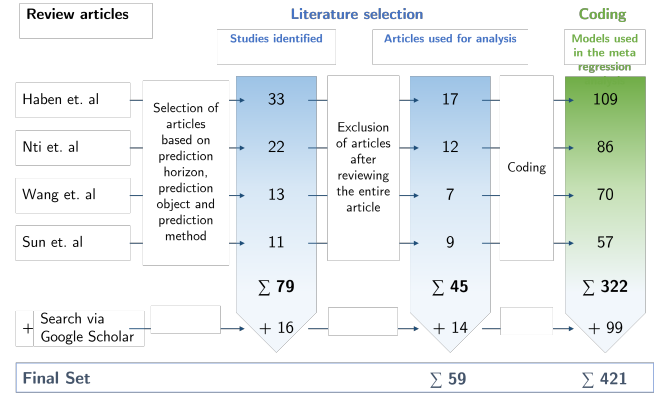 Review articles
Literature selection
Coding
Studies identified
Articles used for analysis
Models used
in the meta
regression
Haben et. al
Nti et. al
Wang et. al
Sun et. al
Selection of
articles
based on
prediction
horizon,
prediction
object and
prediction
method
33
22
13
11
∑ 79
Exclusion
of articles
after
reviewing
the entire
article
17
12
7
9
∑ 45
Coding
109
86
70
57
∑ 322
+ Search via
Google Scholar
+ 16
+ 14
+ 99
Final Set
∑ 59
∑ 421